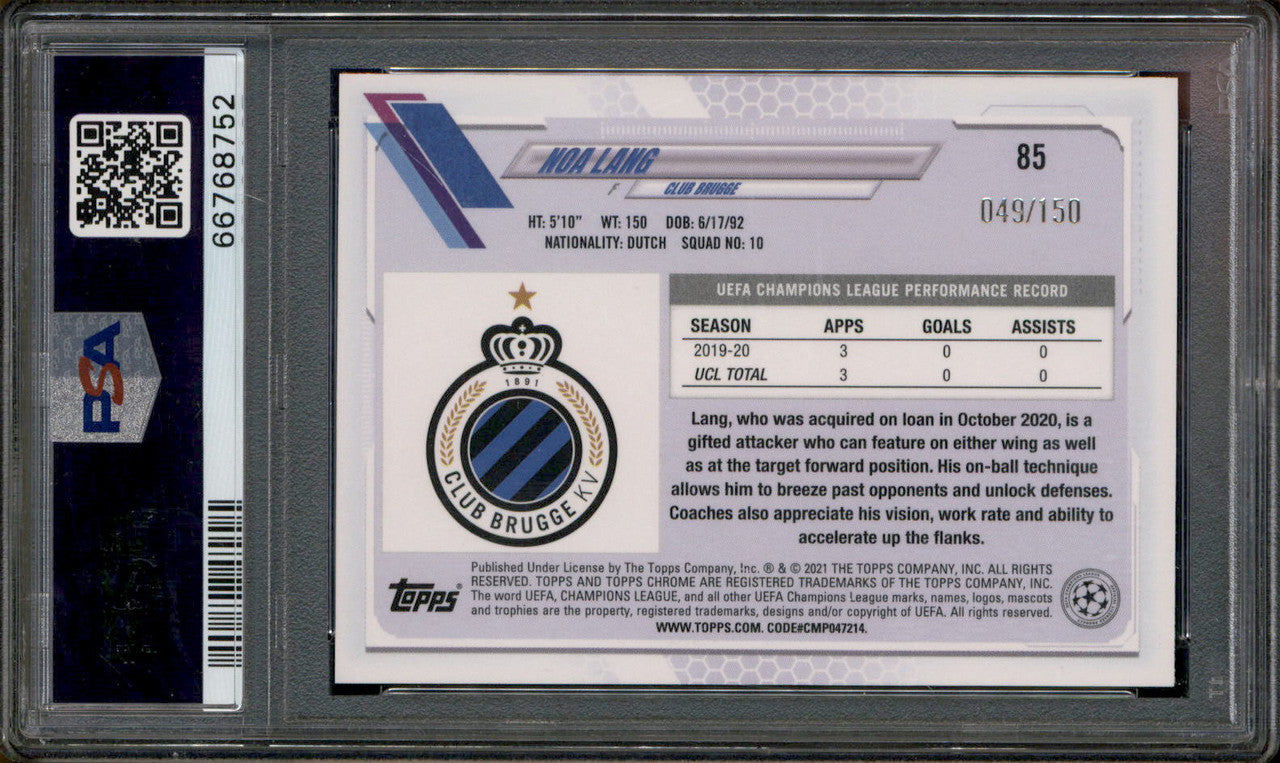 66768752
PSA
NOA LANG
F CLUB BRUGGE
85
049/150
HT: 5'10" WT: 150 DOB: 6/17/92
NATIONALITY: DUTCH SQUAD NO: 10
1891
CLUB BRUGGE KV
UEFA CHAMPIONS LEAGUE PERFORMANCE RECORD
SEASON APPS GOALS ASSISTS
2019-20 3 0 0
UCL TOTAL 3 0 0
Lang, who was acquired on loan in October 2020, is a
gifted attacker who can feature on either wing as well
as at the target forward position. His on-ball technique
allows him to breeze past opponents and unlock defenses.
Coaches also appreciate his vision, work rate and ability to
accelerate up the flanks.
topps
Published Under License by The Topps Company, Inc. ® & © 2021 THE TOPPS COMPANY, INC. ALL RIGHTS
RESERVED. TOPPS AND TOPPS CHROME ARE REGISTERED TRADEMARKS OF THE TOPPS COMPANY, INC.
The word UEFA, CHAMPIONS LEAGUE, and all other UEFA Champions League marks, names, logos, mascots
and trophies are the property, registered trademarks, designs and/or copyright of UEFA. All rights reserved.
WWW.TOPPS.COM. CODE#CMP047214.